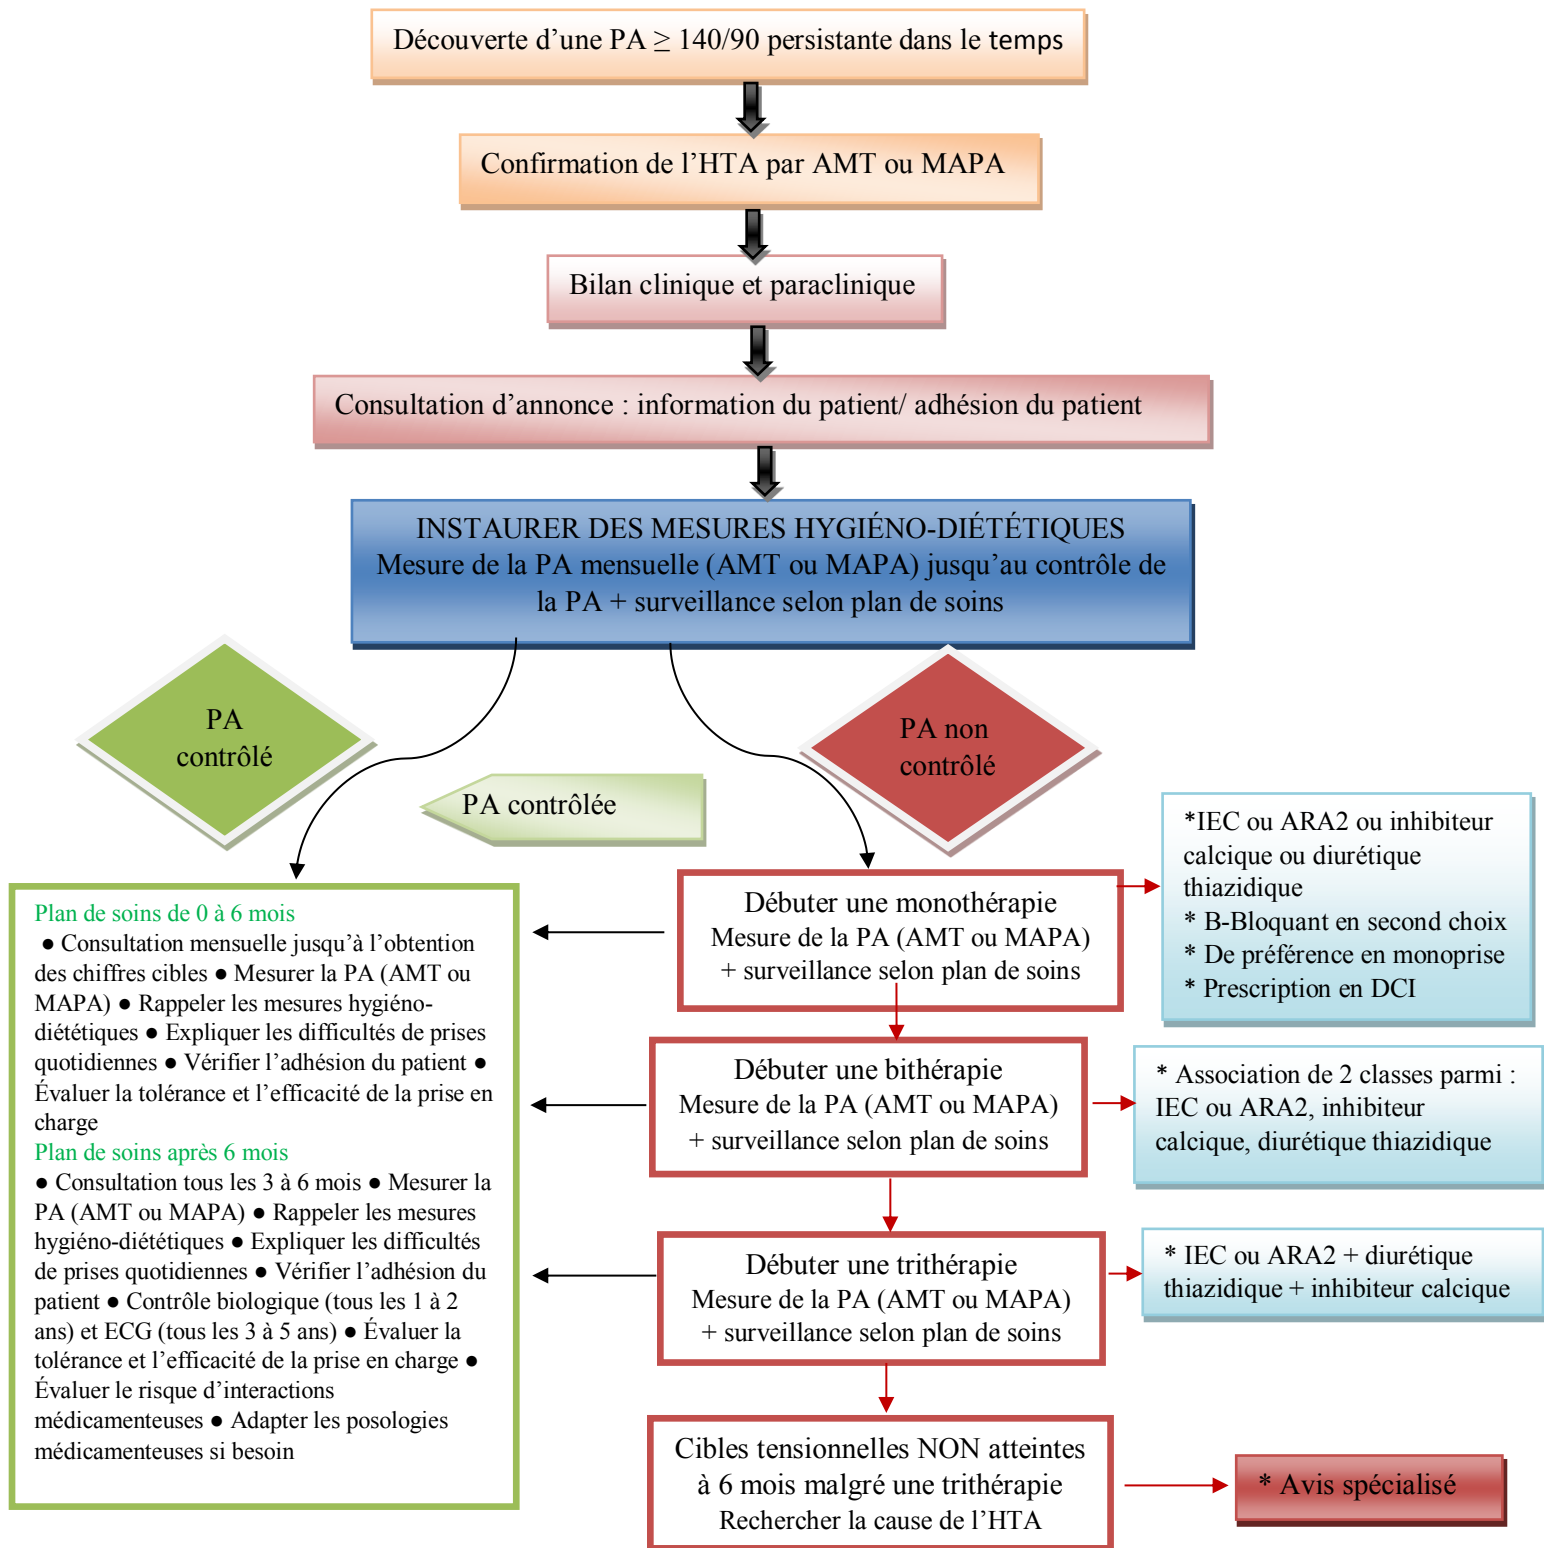 Découverte d’une PA ≥ 140/90 persistante dans le temps
Confirmation de l’HTA par AMT ou MAPA
Bilan clinique et paraclinique
Consultation d’annonce : information du patient/ adhésion du patient
INSTAURER DES MESURES HYGIÉNO-DIÉTÉTIQUES
Mesure de la PA mensuelle (AMT ou MAPA) jusqu’au contrôle de
la PA + surveillance selon plan de soins
PA
contrôlé
PA non
contrôlé
PA contrôlée
Plan de soins de 0 à 6 mois
● Consultation mensuelle jusqu’à l’obtention
des chiffres cibles ● Mesurer la PA (AMT ou
MAPA) ● Rappeler les mesures hygiéno-
diététiques ● Expliquer les difficultés de prises
quotidiennes ● Vérifier l’adhésion du patient ●
Évaluer la tolérance et l’efficacité de la prise en
charge
Plan de soins après 6 mois
● Consultation tous les 3 à 6 mois ● Mesurer la
PA (AMT ou MAPA) ● Rappeler les mesures
hygiéno-diététiques ● Expliquer les difficultés
de prises quotidiennes ● Vérifier l’adhésion du
patient ● Contrôle biologique (tous les 1 à 2
ans) et ECG (tous les 3 à 5 ans) ● Évaluer la
tolérance et l’efficacité de la prise en charge ●
Évaluer le risque d’interactions
médicamenteuses ● Adapter les posologies
médicamenteuses si besoin
Débuter une monothérapie
Mesure de la PA (AMT ou MAPA)
+ surveillance selon plan de soins
*IEC ou ARA2 ou inhibiteur
calcique ou diurétique
thiazidique
* B-Bloquant en second choix
* De préférence en monoprise
* Prescription en DCI
Débuter une bithérapie
Mesure de la PA (AMT ou MAPA)
+ surveillance selon plan de soins
* Association de 2 classes parmi :
IEC ou ARA2, inhibiteur
calcique, diurétique thiazidique
Débuter une trithérapie
Mesure de la PA (AMT ou MAPA)
+ surveillance selon plan de soins
* IEC ou ARA2 + diurétique
thiazidique + inhibiteur calcique
Cibles tensionnelles NON atteintes
à 6 mois malgré une trithérapie
Rechercher la cause de l’HTA
* Avis spécialisé